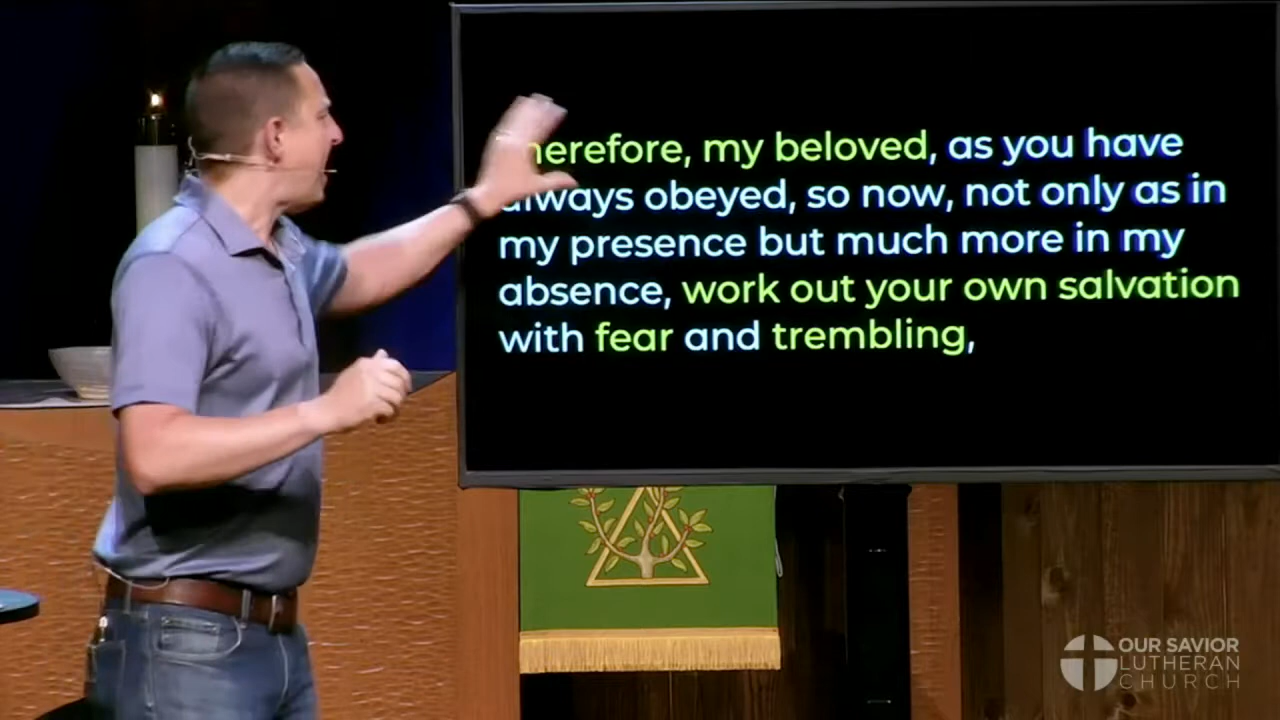 herefore, my beloved, as you have
always obeyed, so now, not only as in
my presence but much more in my
absence, work out your own salvation
with fear and trembling,
OUR SAVIOR
LUTHERAN
CHURCH